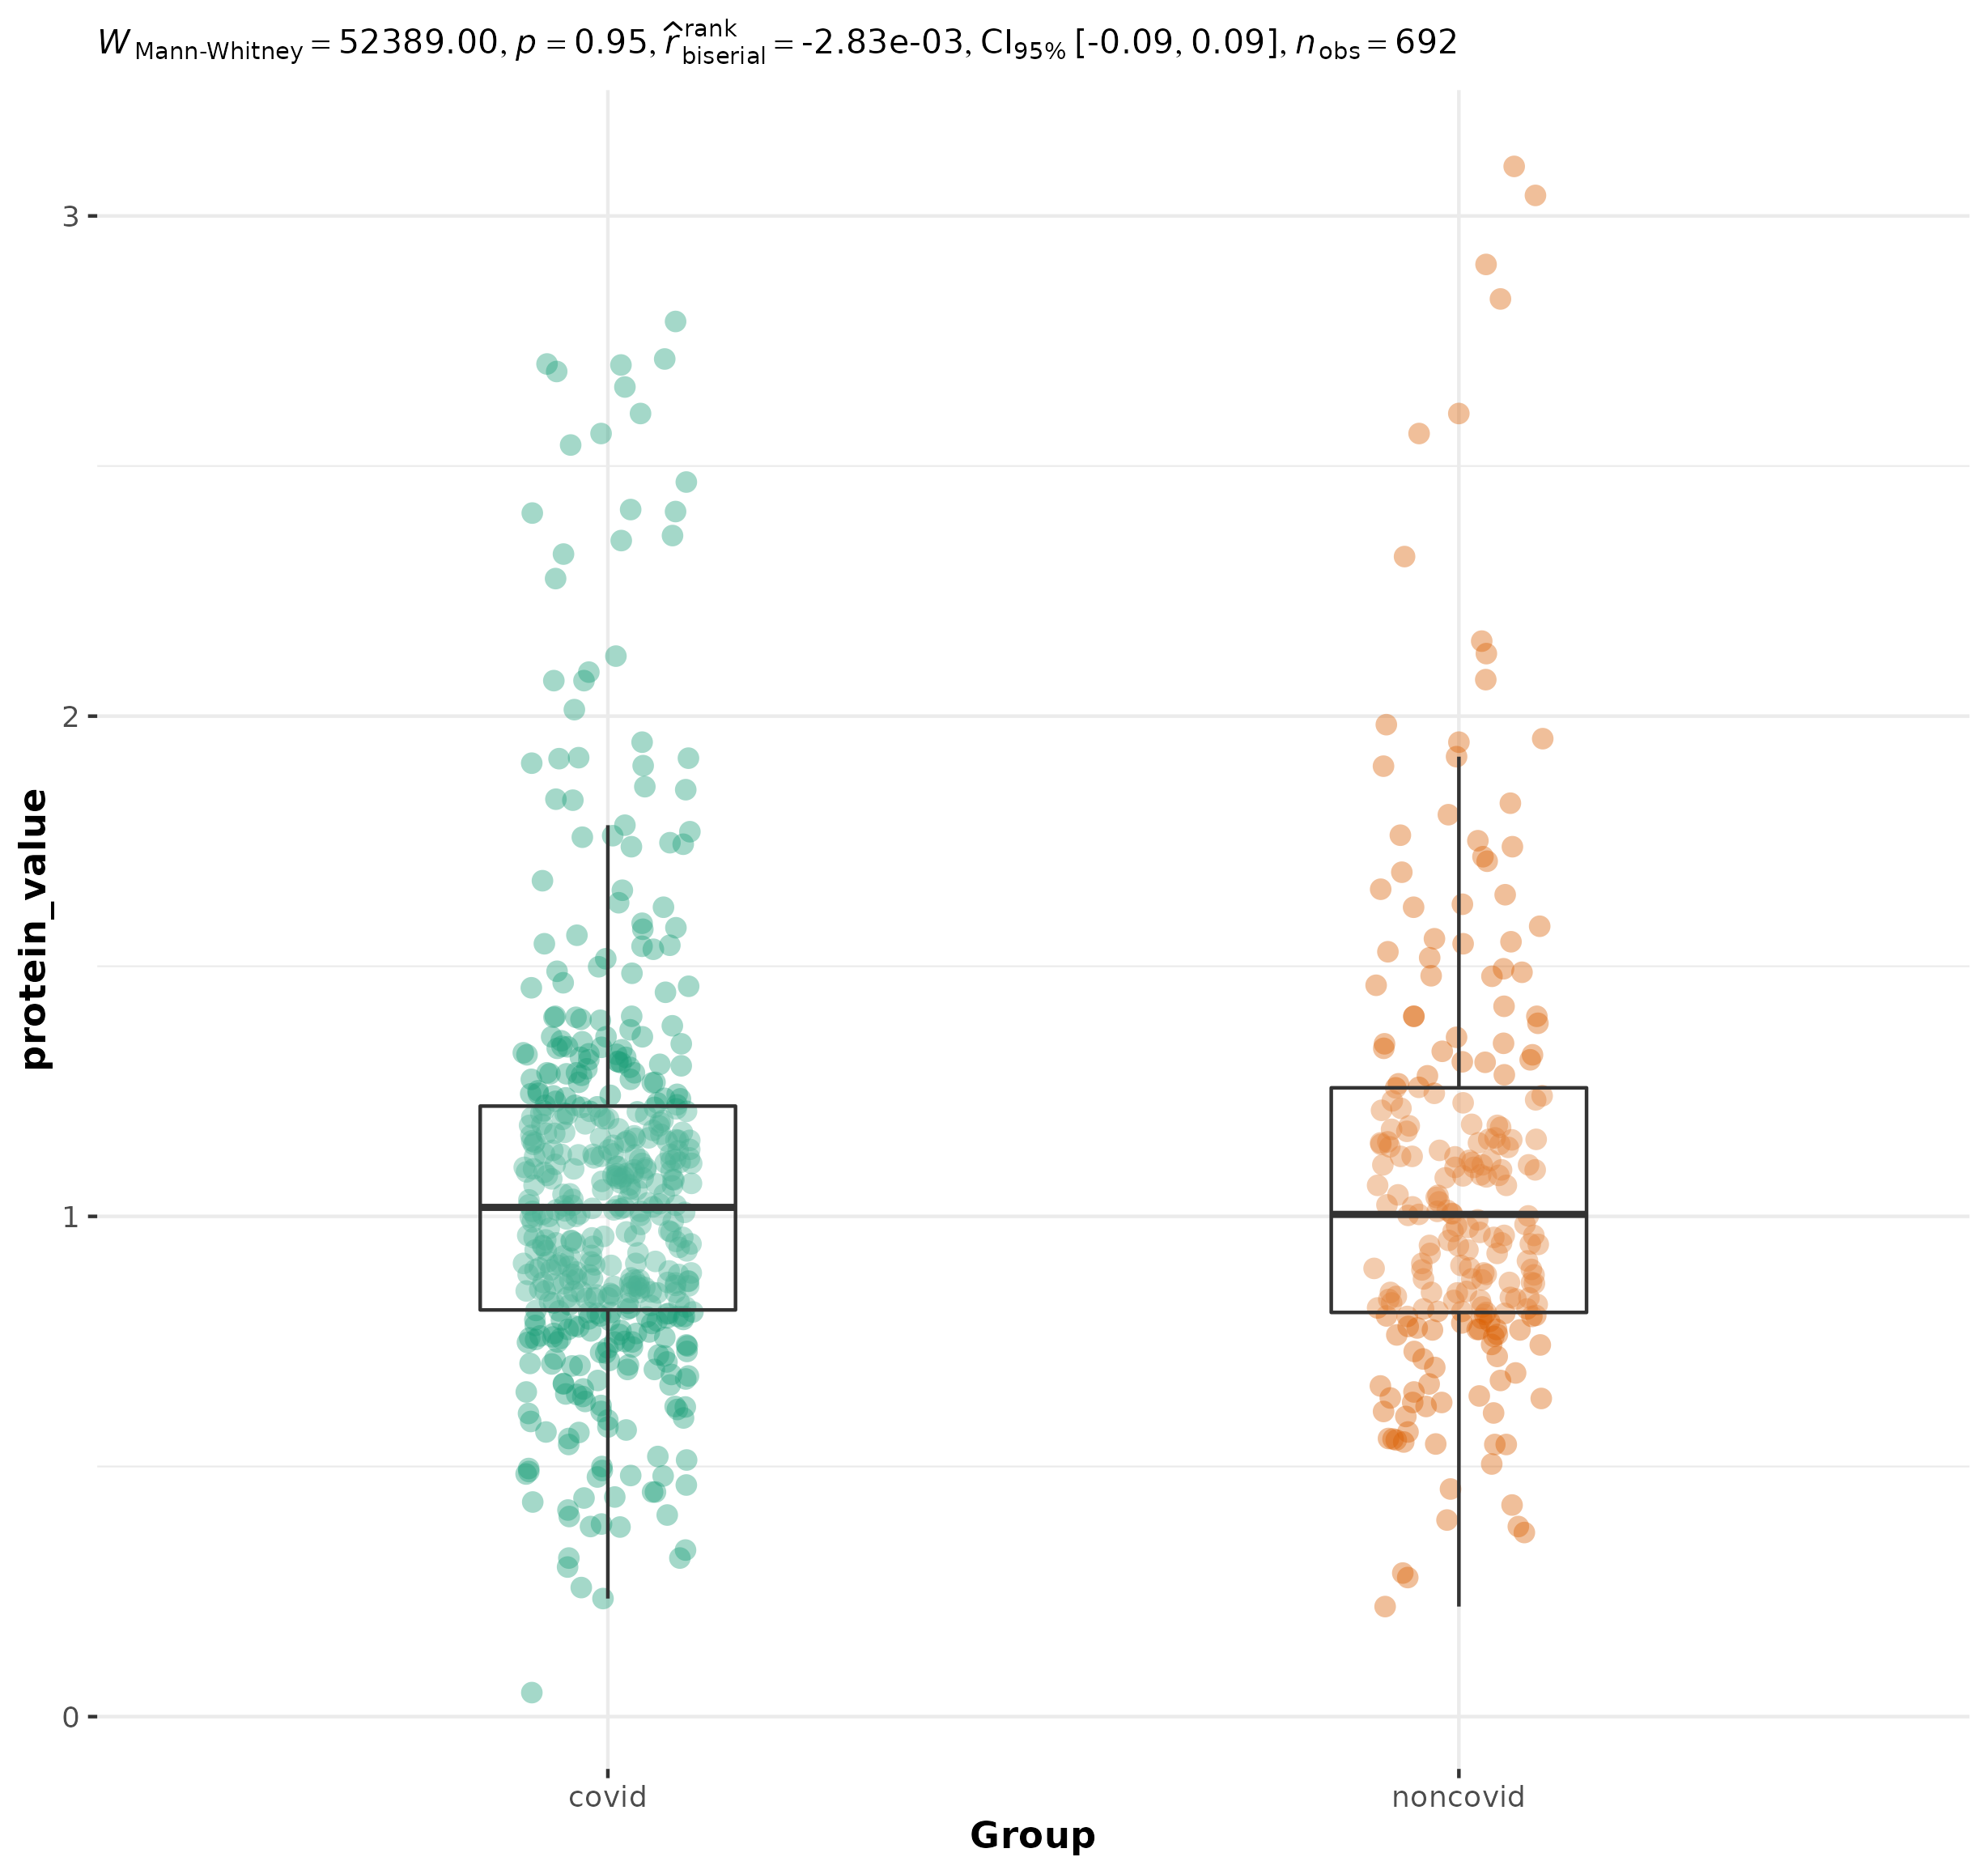 W Mann-Whitney = 52389.00, p = 0.95, r̂ rank biserial = -2.83e-03, CI95% [-0.09, 0.09], nobs = 692
3
2
1
0
protein_value
covid noncovid
Group